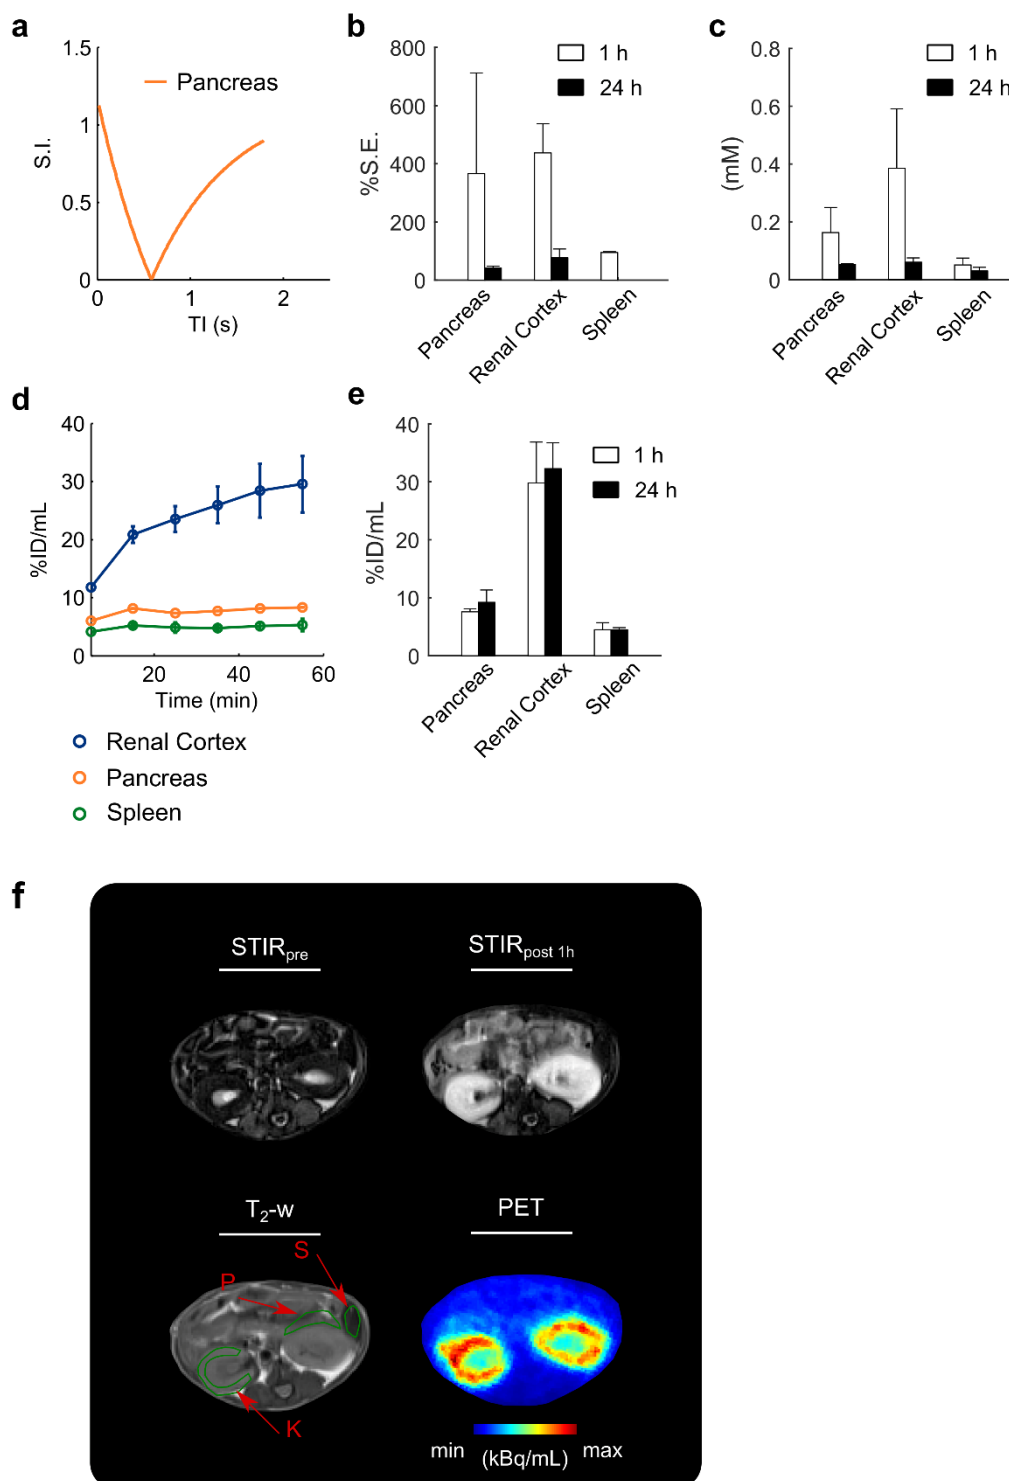 a
1.5
1
0.5
0
S.I.
Pancreas
0
1
2
TI (s)
b
800
600
400
200
0
%S.E.
1 h
24 h
Pancreas
Renal Cortex
Spleen
c
0.8
0.6
0.4
0.2
0
(mM)
1 h
24 h
Pancreas
Renal Cortex
Spleen
d
40
30
20
10
0
%ID/mL
20
40
60
Time (min)
Renal Cortex
Pancreas
Spleen
e
40
30
20
10
0
%ID/mL
1 h
24 h
Pancreas
Renal Cortex
Spleen
f
STIRpre
STIRpost 1h
T2-w
PET
S
P
K
min
(kBq/mL)
max